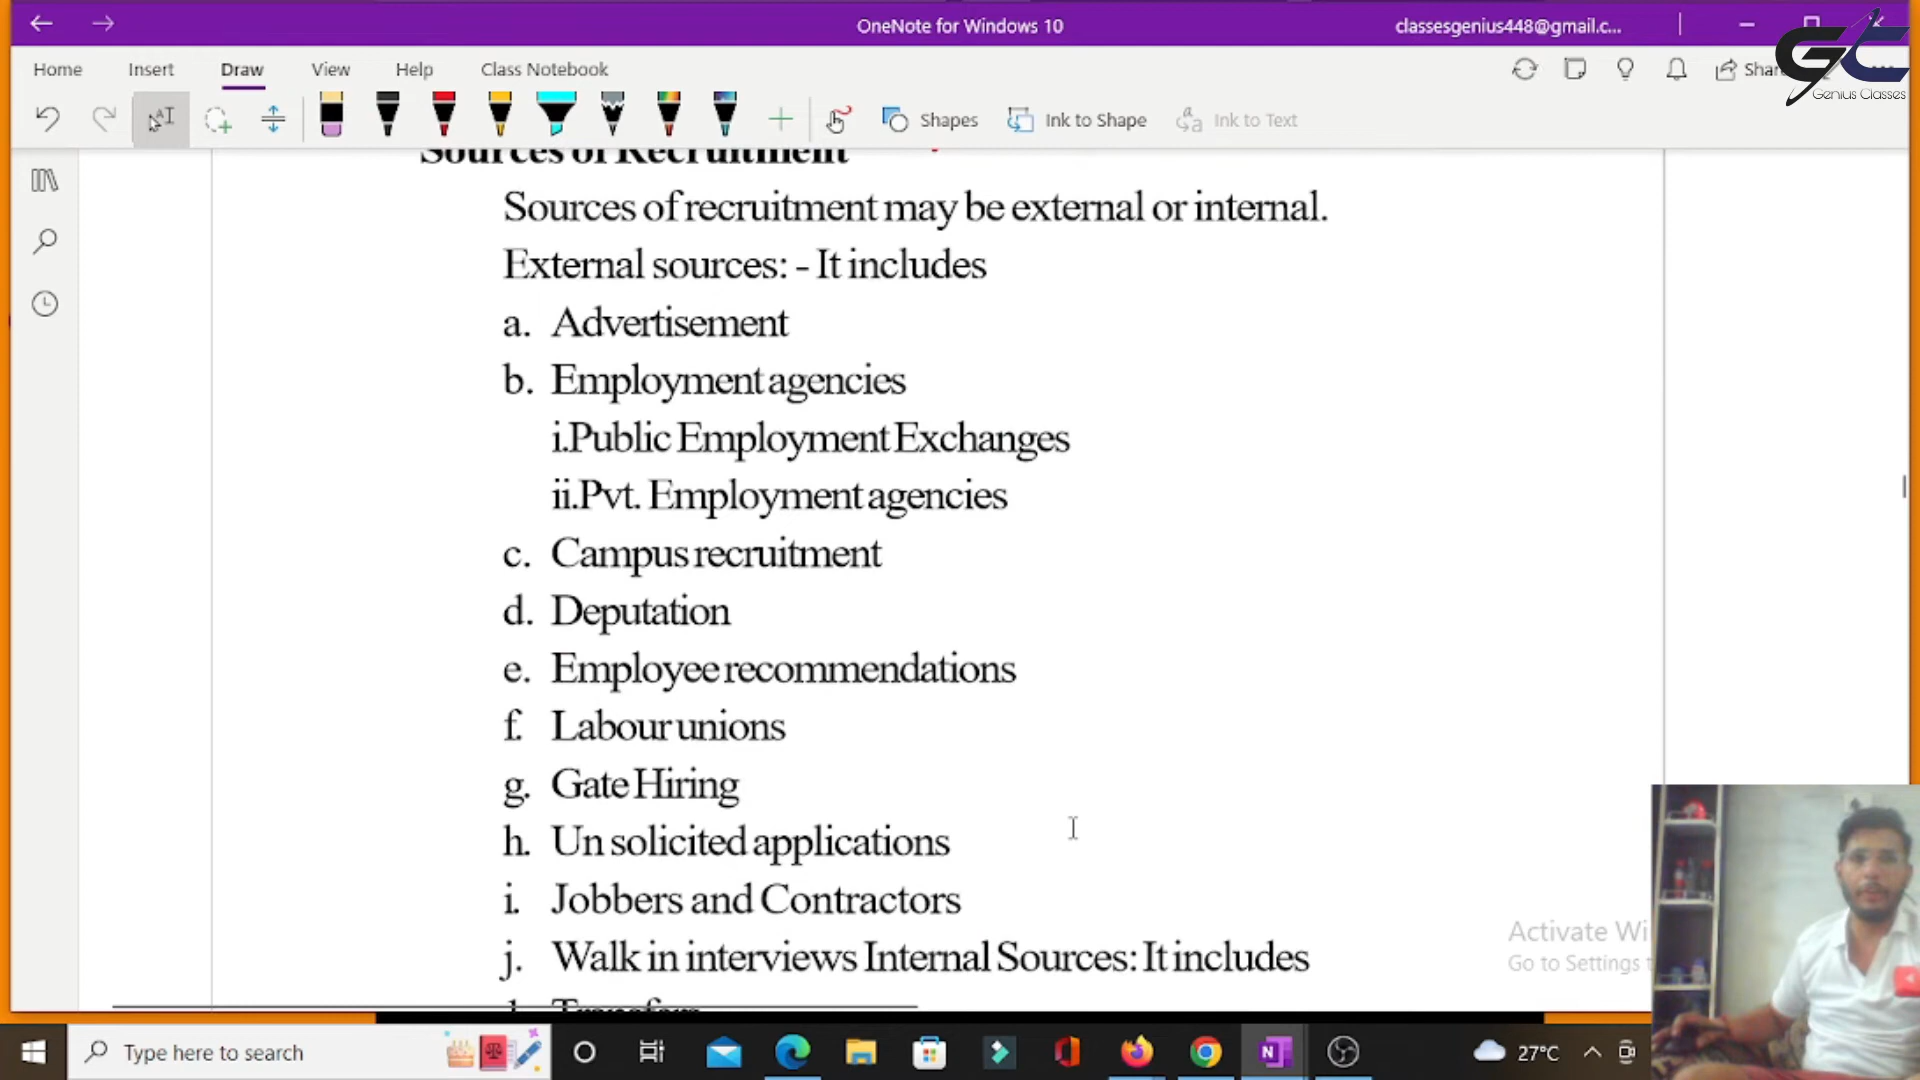 OneNote for Windows 10
classesgenius448@gmail.c...
Home Insert Draw View Help Class Notebook
Genius Classes
Shapes Ink to Shape Ink to Text
Sources of Recruitment
Sources of recruitment may be external or internal.
External sources: - It includes
a. Advertisement
b. Employment agencies
i.Public Employment Exchanges
ii.Pvt. Employment agencies
c. Campus recruitment
d. Deputation
e. Employee recommendations
f. Labour unions
g. Gate Hiring
h. Un solicited applications
i. Jobbers and Contractors
j. Walk in interviews Internal Sources: It includes
Activate Wi
Go to Settings t
Type here to search
27°C